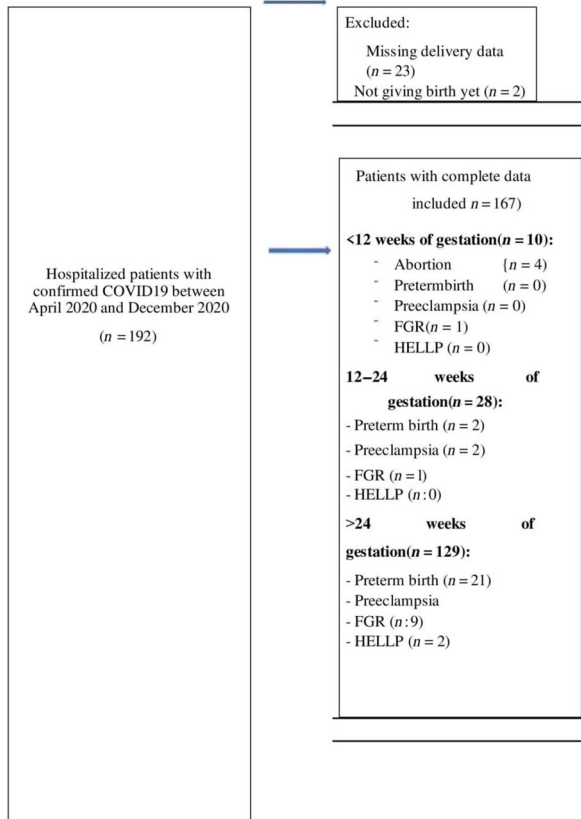 Hospitalized patients with
confirmed COVID19 between
April 2020 and December 2020
(n =192)
Excluded:
Missing delivery data
(n = 23)
Not giving birth yet (n = 2)
Patients with complete data
included n = 167)
<12 weeks of gestation(n = 10):
- Abortion {n = 4)
- Pretermbirth (n = 0)
- Preeclampsia (n = 0)
- FGR(n = 1)
- HELLP (n = 0)
12–24 weeks of
gestation(n = 28):
- Preterm birth (n = 2)
- Preeclampsia (n = 2)
- FGR (n = l)
- HELLP (n:0)
>24 weeks of
gestation(n = 129):
- Preterm birth (n = 21)
- Preeclampsia
- FGR (n:9)
- HELLP (n = 2)